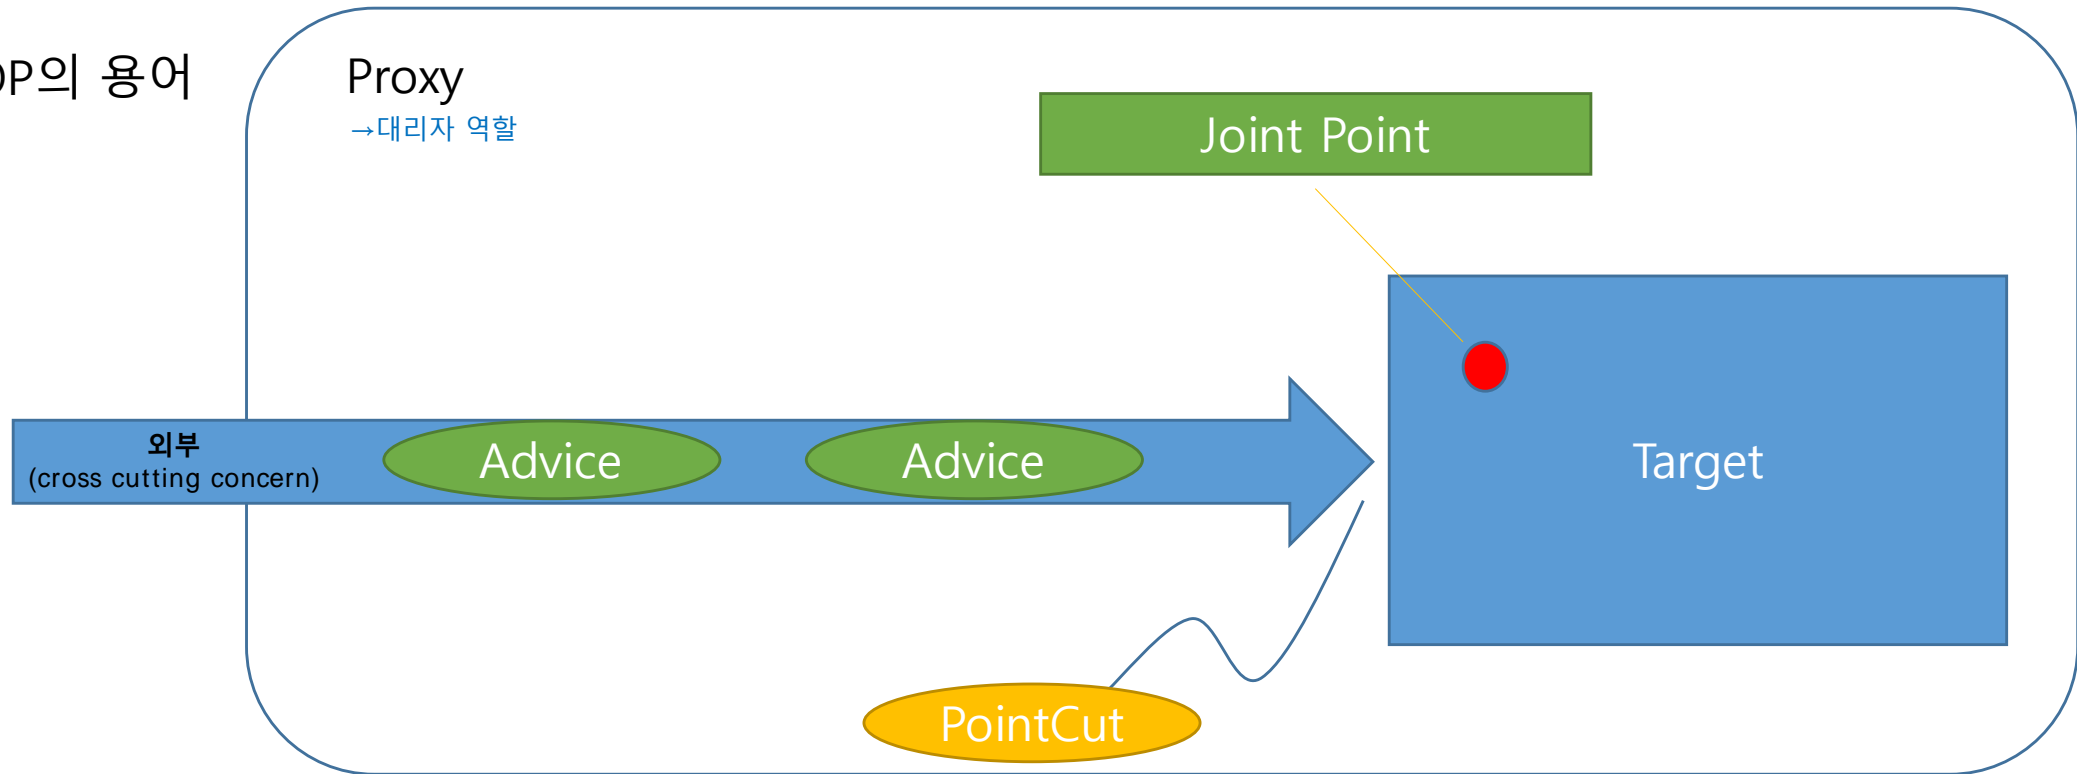 OP의 용어
Proxy
→대리자 역할
Joint Point
외부
(cross cutting concern)
Advice
Advice
Target
PointCut